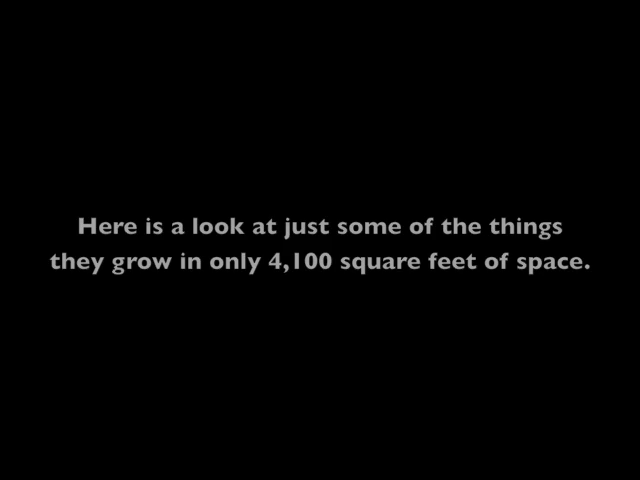 Here is a look at just some of the things
they grow in only 4,100 square feet of space.